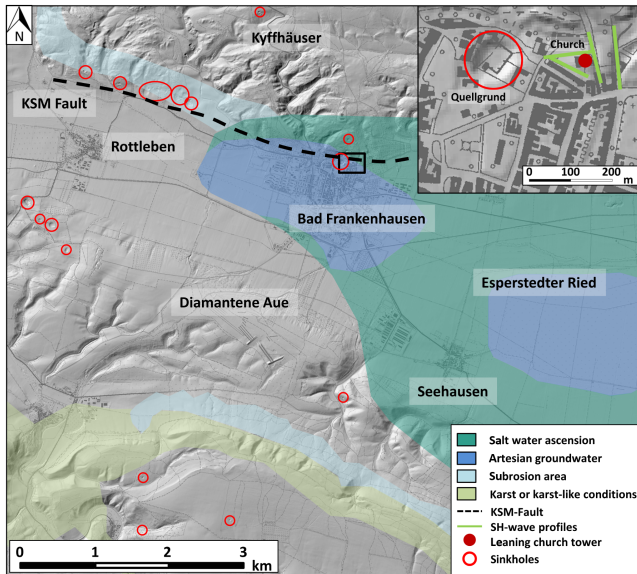 N
Kyffhäuser
KSM Fault
Rottleben
Bad Frankenhausen
Diamantene Aue
Esperstedter Ried
Seehausen
Church
Quellgrund
0 100 200
m
Salt water ascension
Artesian groundwater
Subrosion area
Karst or karst-like conditions
KSM-Fault
SH-wave profiles
Leaning church tower
Sinkholes
0 1 2 3
km